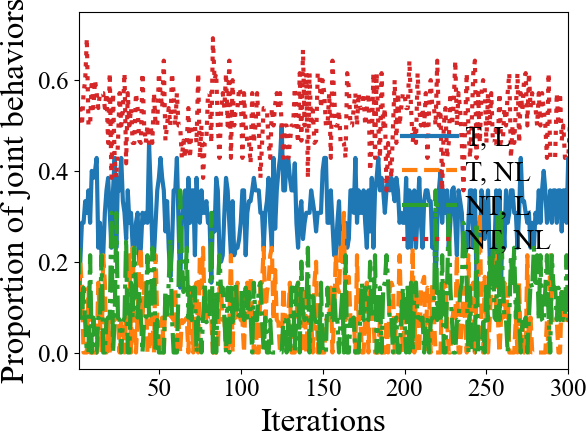 Proportion of joint behaviors
0.6
0.4
0.2
0.0
T, L
T, NL
NT, L
NT, NL
50 100 150 200 250 300
Iterations